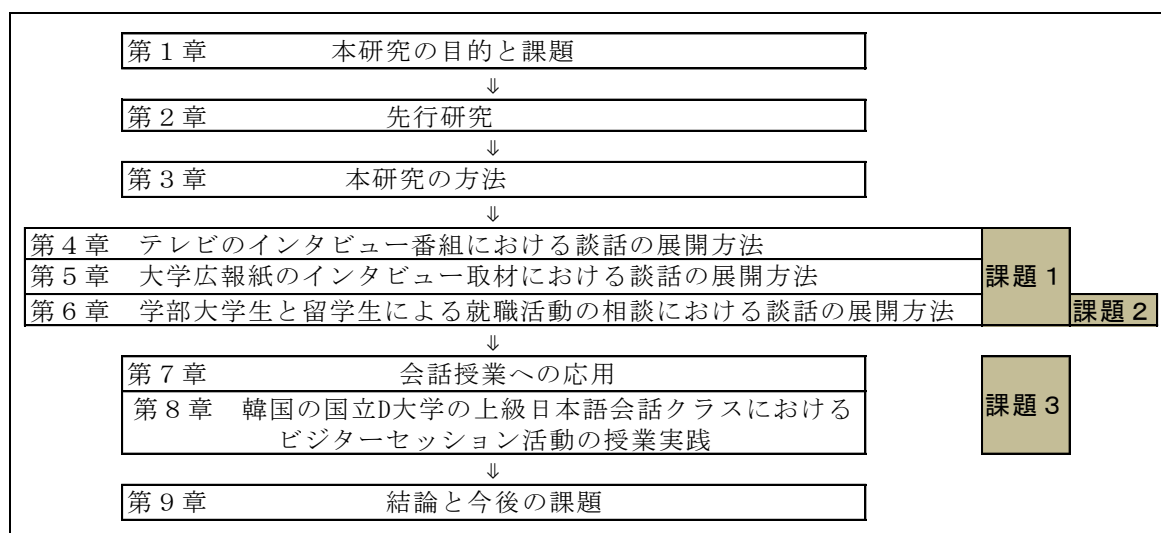 第1章 本研究の目的と課題
⇓
第2章 先行研究
⇓
第3章 本研究の方法
⇓
第4章 テレビのインタビュー番組における談話の展開方法
第5章 大学広報紙のインタビュー取材における談話の展開方法
課題1
第6章 学部大学生と留学生による就職活動の相談における談話の展開方法
課題2
⇓
第7章 会話授業への応用
第8章 韓国の国立D大学の上級日本語会話クラスにおける
ビジターセッション活動の授業実践
課題3
⇓
第9章 結論と今後の課題